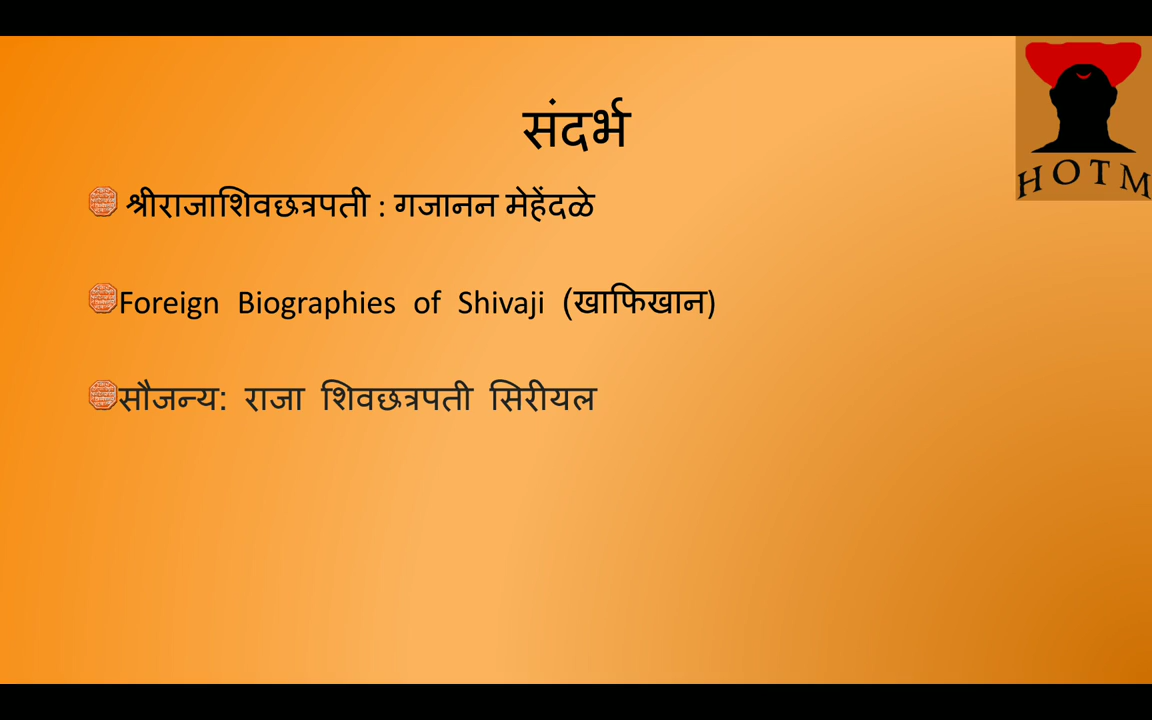 HOTM
संदर्भ
श्रीराजाशिवछत्रपती : गजानन मेहेंदळे
Foreign Biographies of Shivaji (खाफिखान)
सौजन्य: राजा शिवछत्रपती सिरीयल